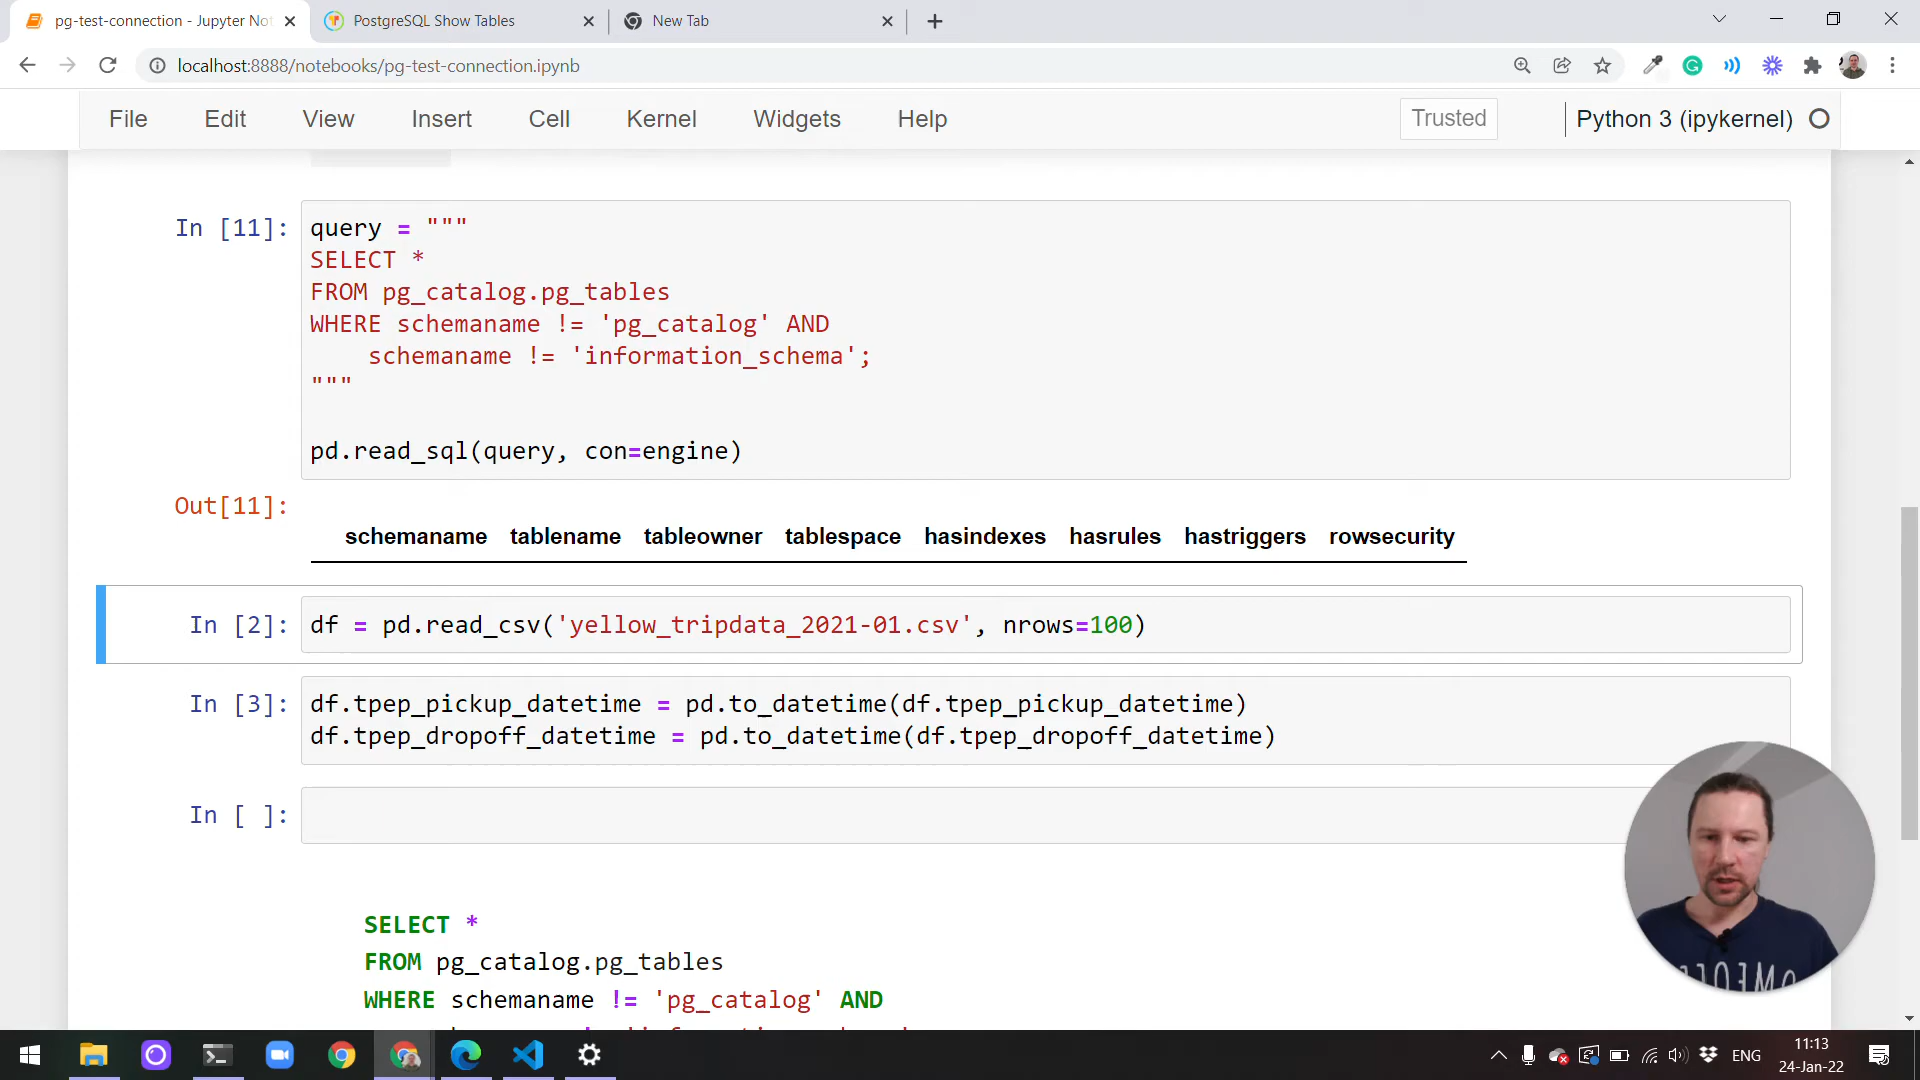 pg-test-connection - Jupyter Not
PostgreSQL Show Tables
New Tab
localhost:8888/notebooks/pg-test-connection.ipynb
File Edit View Insert Cell Kernel Widgets Help Trusted Python 3 (ipykernel)
In [11]: query = """
SELECT *
FROM pg_catalog.pg_tables
WHERE schemaname != 'pg_catalog' AND
schemaname != 'information_schema';
"""
pd.read_sql(query, con=engine)
Out[11]:
schemaname tablename tableowner tablespace hasindexes hasrules hastriggers rowsecurity
In [2]: df = pd.read_csv('yellow_tripdata_2021-01.csv', nrows=100)
In [3]: df.tpep_pickup_datetime = pd.to_datetime(df.tpep_pickup_datetime)
df.tpep_dropoff_datetime = pd.to_datetime(df.tpep_dropoff_datetime)
In [ ]:
SELECT *
FROM pg_catalog.pg_tables
WHERE schemaname != 'pg_catalog' AND
ENG
11:13
24-Jan-22